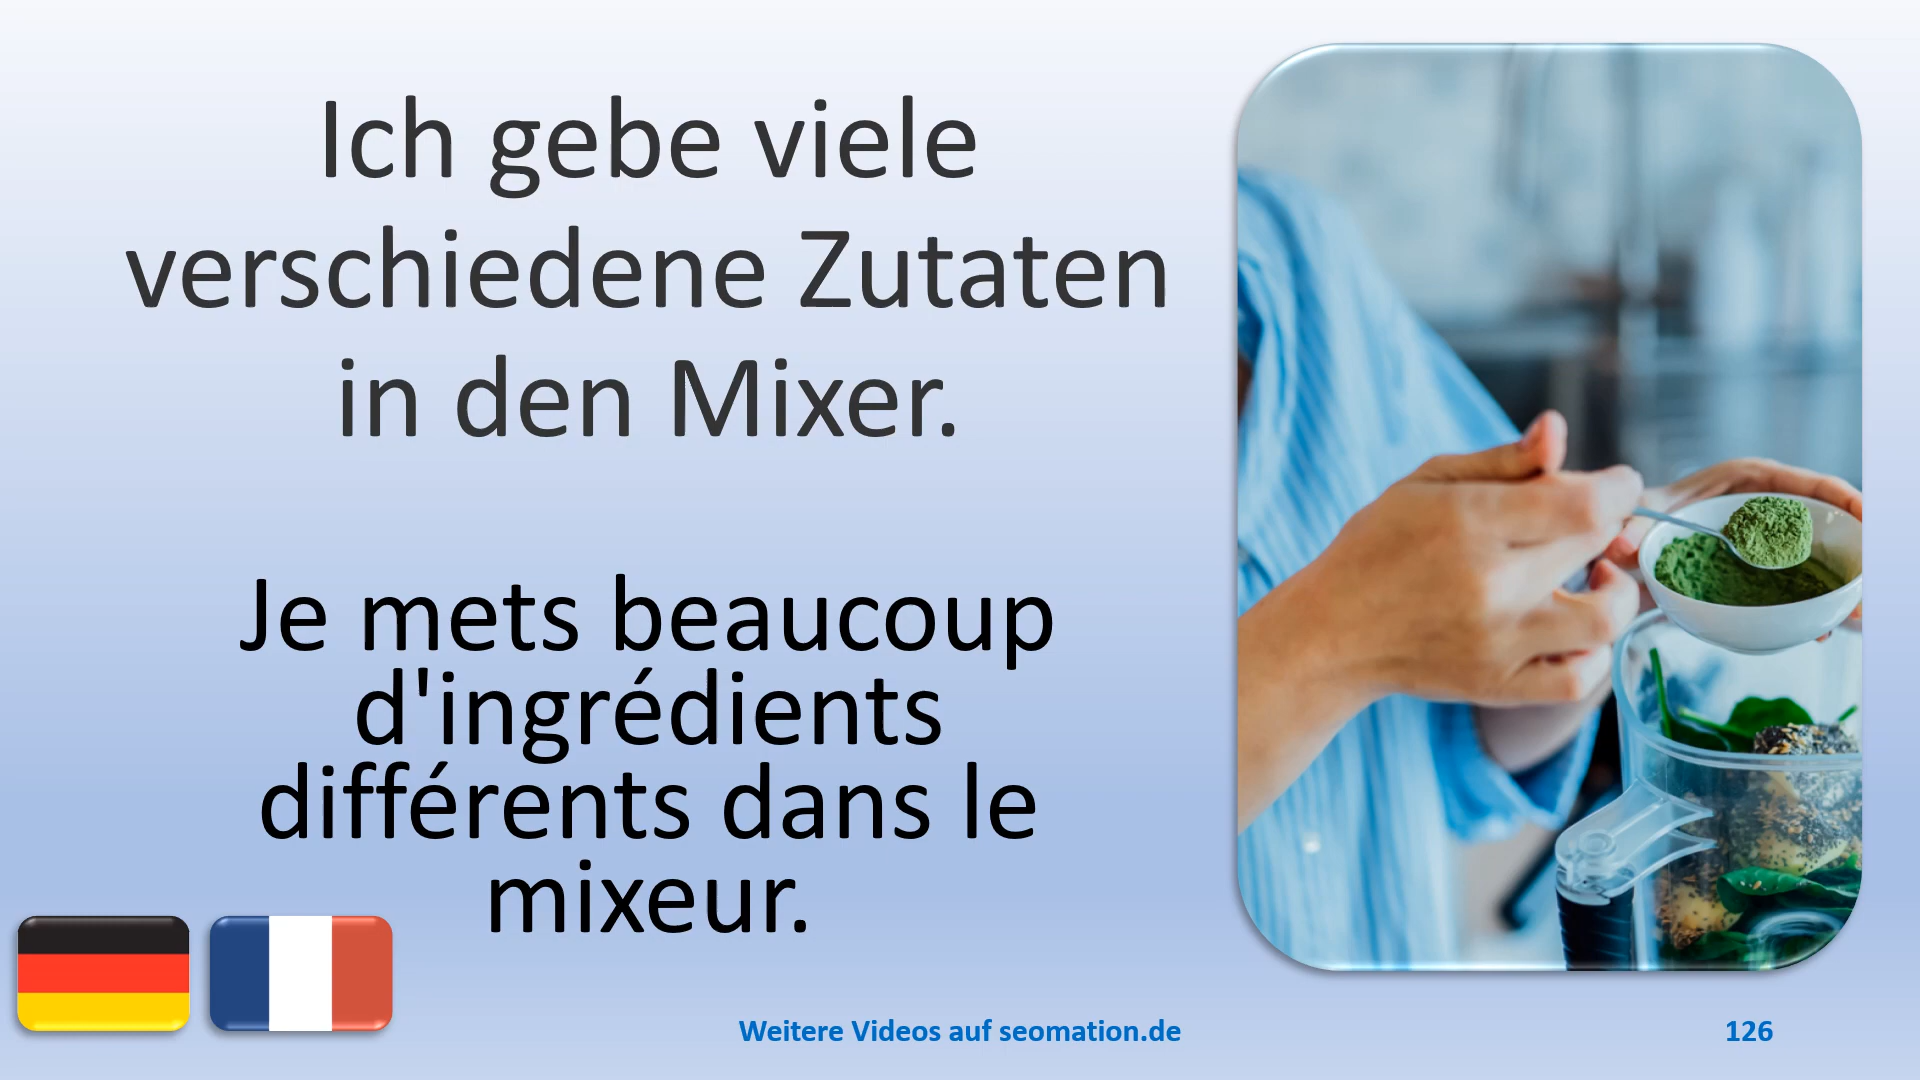 Ich gebe viele
verschiedene Zutaten
in den Mixer.
Je mets beaucoup
d'ingrédients
différents dans le
mixeur.
Weitere Videos auf seomation.de
126